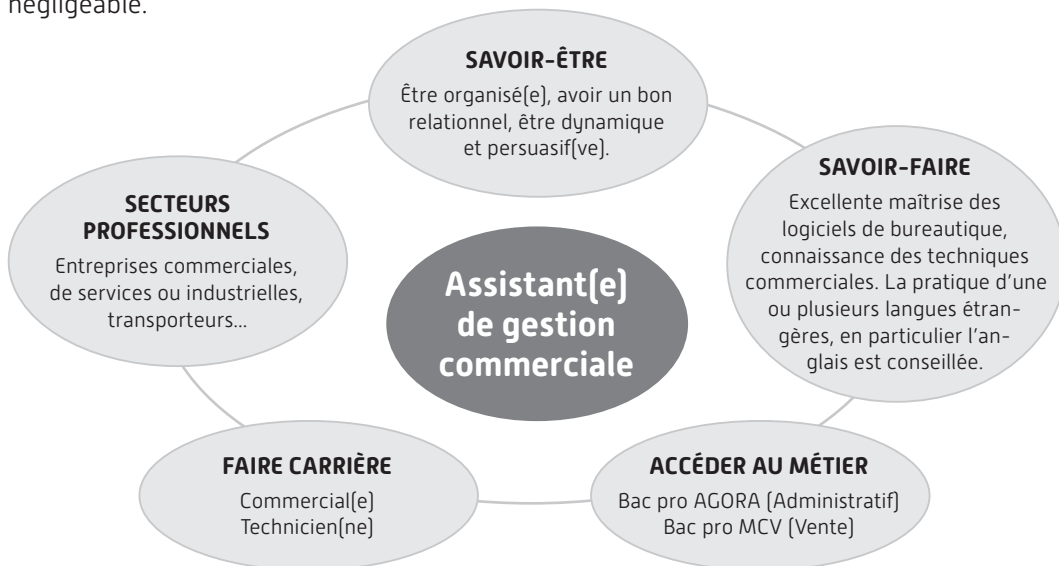 négligeable.
SAVOIR-ÊTRE
Être organisé(e), avoir un bon
relationnel, être dynamique
et persuasif(ve).
SAVOIR-FAIRE
Excellente maîtrise des
logiciels de bureautique,
connaissance des techniques
commerciales. La pratique d'une
ou plusieurs langues étran-
gères, en particulier l'an-
glais est conseillée.
SECTEURS
PROFESSIONNELS
Entreprises commerciales,
de services ou industrielles,
transporteurs...
Assistant(e)
de gestion
commerciale
FAIRE CARRIÈRE
Commercial(e)
Technicien(ne)
ACCÉDER AU MÉTIER
Bac pro AGORA (Administratif)
Bac pro MCV (Vente)